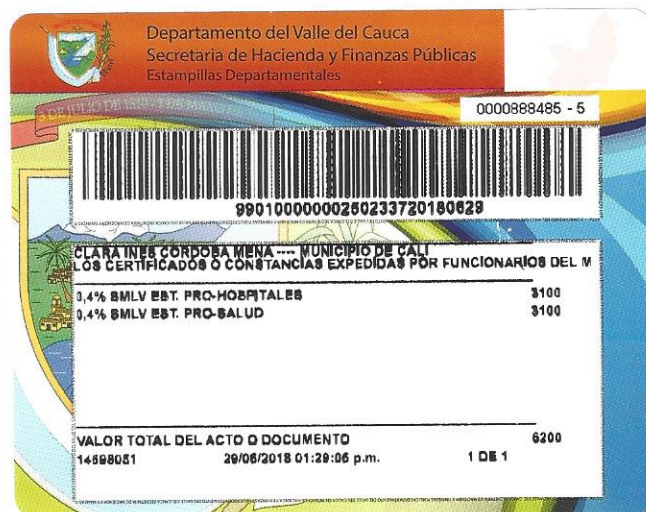 Departamento del Valle del Cauca
Secretaria de Hacienda y Finanzas Públicas
Estampillas Departamentales
0000888485 - 5
99010000000250233720180629
CLARA INES CORDOBA MENA ---- MUNICIPIO DE CALI
LOS CERTIFICADOS O CONSTANCIAS EXPEDIDAS POR FUNCIONARIOS DEL M
0,4% SMLV EST. PRO-HOSPITALES 3100
0,4% SMLV EST. PRO-SALUD 3100
VALOR TOTAL DEL ACTO O DOCUMENTO 6200
14698051 29/06/2018 01:29:06 p.m. 1 DE 1